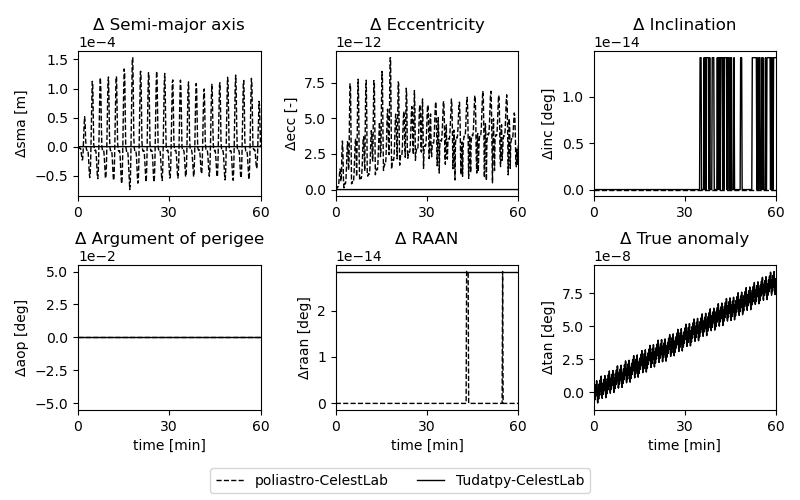 Δ Semi-major axis
1e−4
Δsma [m]
1.5
1.0
0.5
0.0
−0.5
0 30 60
Δ Eccentricity
1e−12
Δecc [-]
7.5
5.0
2.5
0.0
0 30 60
Δ Inclination
1e−14
Δinc [deg]
1.0
0.5
0.0
0 30 60
Δ Argument of perigee
1e−2
Δaop [deg]
5.0
2.5
0.0
−2.5
−5.0
0 30 60
time [min]
Δ RAAN
1e−14
Δraan [deg]
2
1
0
0 30 60
time [min]
Δ True anomaly
1e−8
Δtan [deg]
7.5
5.0
2.5
0.0
0 30 60
time [min]
poliastro-CelestLab Tudatpy-CelestLab